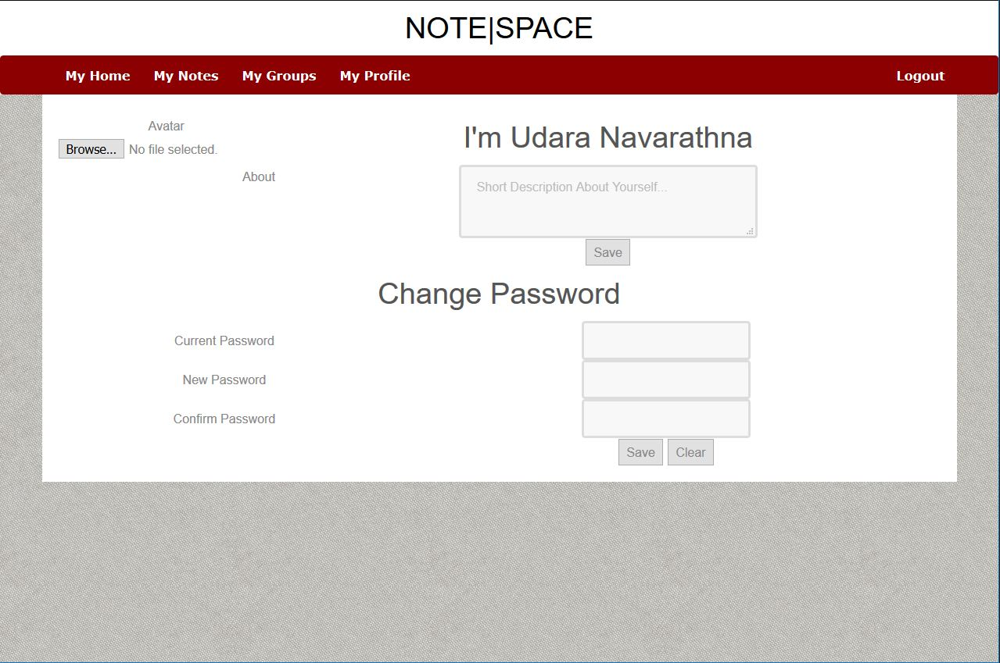 NOTE|SPACE
My Home My Notes My Groups My Profile Logout
Avatar
I'm Udara Navarathna
Browse... No file selected.
About
Short Description About Yourself...
Save
Change Password
Current Password
New Password
Confirm Password
Save Clear